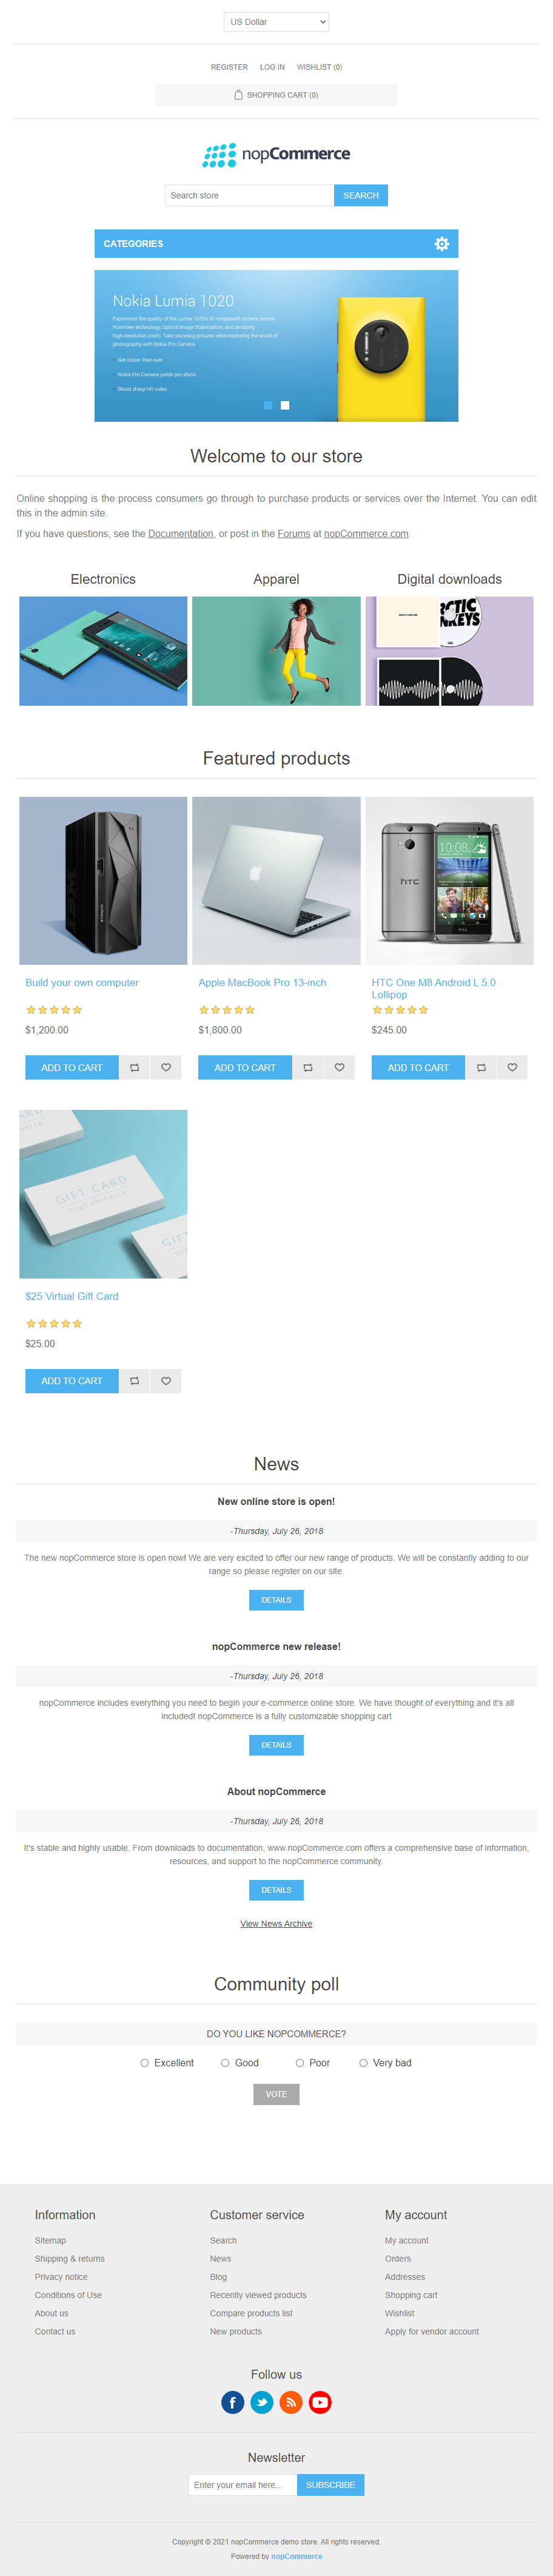 US Dollar
REGISTER LOG IN WISHLIST (0)
SHOPPING CART (0)
nopCommerce
Search store SEARCH
CATEGORIES
Nokia Lumia 1020
Experience the quality of the Lumia 1020's 41 megapixel camera sensor.
PureView technology, Optical Image Stabilization, and amazing
high-resolution zoom. Take stunning pictures while exploring the world of
photography with Nokia Pro Camera.
Get closer than ever
Nokia Pro Camera yields pro shots
Shoot sharp HD video
Welcome to our store
Online shopping is the process consumers go through to purchase products or services over the Internet. You can edit
this in the admin site.
If you have questions, see the Documentation, or post in the Forums at nopCommerce.com
Electronics Apparel Digital downloads
Featured products
hTC
10:08
Build your own computer Apple MacBook Pro 13-inch HTC One M8 Android L 5.0
Lollipop
$1,200.00 $1,800.00 $245.00
ADD TO CART ADD TO CART ADD TO CART
GIFT CARD
nopCommerce
$25 Virtual Gift Card
$25.00
ADD TO CART
News
New online store is open!
-Thursday, July 26, 2018
The new nopCommerce store is open now! We are very excited to offer our new range of products. We will be constantly adding to our
range so please register on our site.
DETAILS
nopCommerce new release!
-Thursday, July 26, 2018
nopCommerce includes everything you need to begin your e-commerce online store. We have thought of everything and it's all
included! nopCommerce is a fully customizable shopping cart
DETAILS
About nopCommerce
-Thursday, July 26, 2018
It's stable and highly usable. From downloads to documentation, www.nopCommerce.com offers a comprehensive base of information,
resources, and support to the nopCommerce community.
DETAILS
View News Archive
Community poll
DO YOU LIKE NOPCOMMERCE?
Excellent Good Poor Very bad
VOTE
Information Customer service My account
Sitemap Search My account
Shipping & returns News Orders
Privacy notice Blog Addresses
Conditions of Use Recently viewed products Shopping cart
About us Compare products list Wishlist
Contact us New products Apply for vendor account
Follow us
Newsletter
Enter your email here... SUBSCRIBE
Copyright © 2021 nopCommerce demo store. All rights reserved.
Powered by nopCommerce